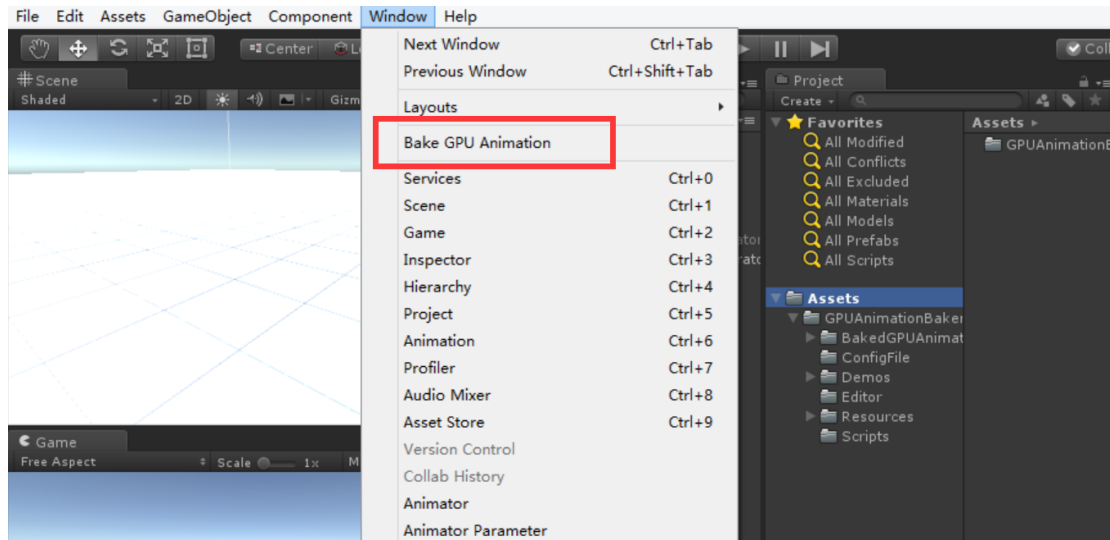 File Edit Assets GameObject Component Window Help
Center
Scene
Shaded 2D Gizm
Game
Free Aspect Scale 1x
Next Window Ctrl+Tab
Previous Window Ctrl+Shift+Tab
Layouts
Bake GPU Animation
Services Ctrl+0
Scene Ctrl+1
Game Ctrl+2
Inspector Ctrl+3
Hierarchy Ctrl+4
Project Ctrl+5
Animation Ctrl+6
Profiler Ctrl+7
Audio Mixer Ctrl+8
Asset Store Ctrl+9
Version Control
Collab History
Animator
Animator Parameter
Coll
Project
Create
Favorites
All Modified
All Conflicts
All Excluded
All Materials
All Models
All Prefabs
All Scripts
Assets
GPUAnimationBaker
BakedGPUAnimat
ConfigFile
Demos
Editor
Resources
Scripts
Assets
GPUAnimationB